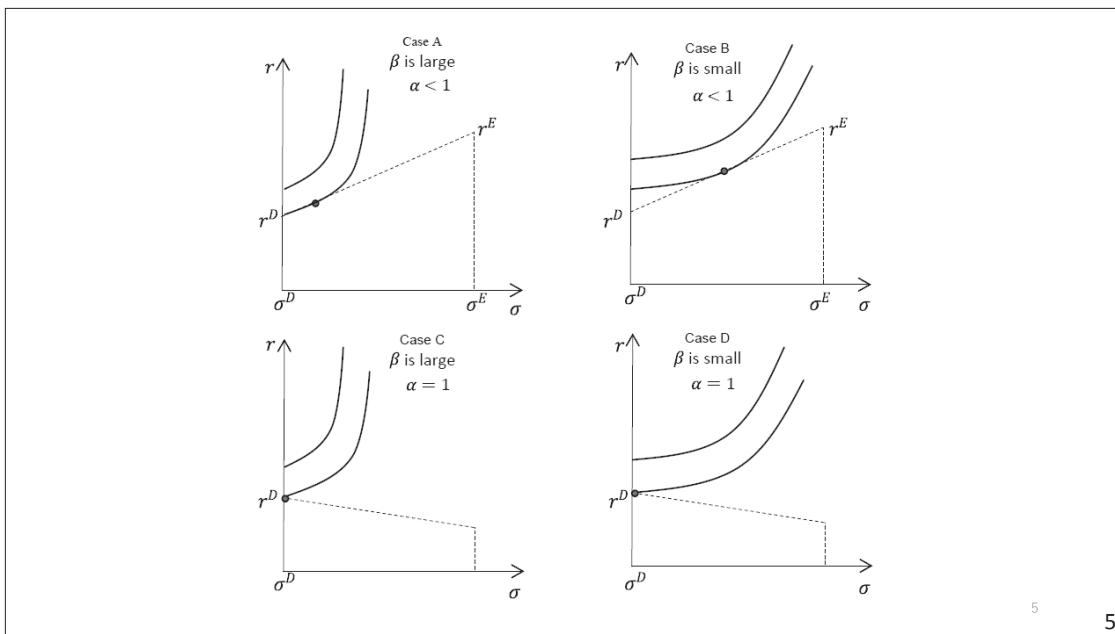 Case A
β is large
α < 1
r
r^E
r^D
σ^D
σ^E
σ
Case B
β is small
α < 1
r
r^E
r^D
σ^D
σ^E
σ
Case C
β is large
α = 1
r
r^D
σ^D
σ
Case D
β is small
α = 1
r
r^D
σ^D
σ
5
5